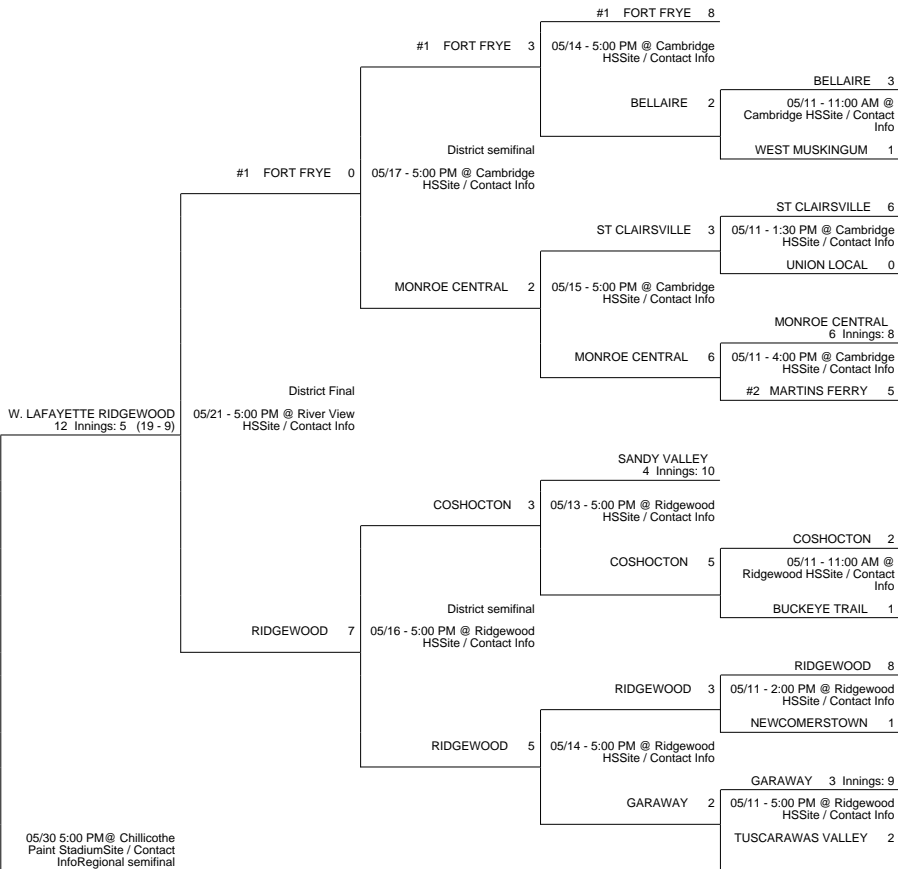 #1 FORT FRYE 8
#1 FORT FRYE 3
05/14 - 5:00 PM @ Cambridge
HSSite / Contact Info
BELLAIRE 3
BELLAIRE 2
05/11 - 11:00 AM @
Cambridge HSSite / Contact
Info
WEST MUSKINGUM 1
District semifinal
#1 FORT FRYE 0
05/17 - 5:00 PM @ Cambridge
HSSite / Contact Info
ST CLAIRSVILLE 6
ST CLAIRSVILLE 3
05/11 - 1:30 PM @ Cambridge
HSSite / Contact Info
UNION LOCAL 0
MONROE CENTRAL 2
05/15 - 5:00 PM @ Cambridge
HSSite / Contact Info
MONROE CENTRAL
6 Innings: 8
MONROE CENTRAL 6
05/11 - 4:00 PM @ Cambridge
HSSite / Contact Info
#2 MARTINS FERRY 5
District Final
W. LAFAYETTE RIDGEWOOD
12 Innings: 5 (19 - 9)
05/21 - 5:00 PM @ River View
HSSite / Contact Info
SANDY VALLEY
4 Innings: 10
COSHOCTON 3
05/13 - 5:00 PM @ Ridgewood
HSSite / Contact Info
COSHOCTON 2
COSHOCTON 5
05/11 - 11:00 AM @
Ridgewood HSSite / Contact
Info
BUCKEYE TRAIL 1
District semifinal
RIDGEWOOD 7
05/16 - 5:00 PM @ Ridgewood
HSSite / Contact Info
RIDGEWOOD 8
RIDGEWOOD 3
05/11 - 2:00 PM @ Ridgewood
HSSite / Contact Info
NEWCOMERSTOWN 1
RIDGEWOOD 5
05/14 - 5:00 PM @ Ridgewood
HSSite / Contact Info
GARAWAY 3 Innings: 9
GARAWAY 2
05/11 - 5:00 PM @ Ridgewood
HSSite / Contact Info
TUSCARAWAS VALLEY 2
05/30 5:00 PM@ Chillicothe
Paint StadiumSite / Contact
InfoRegional semifinal